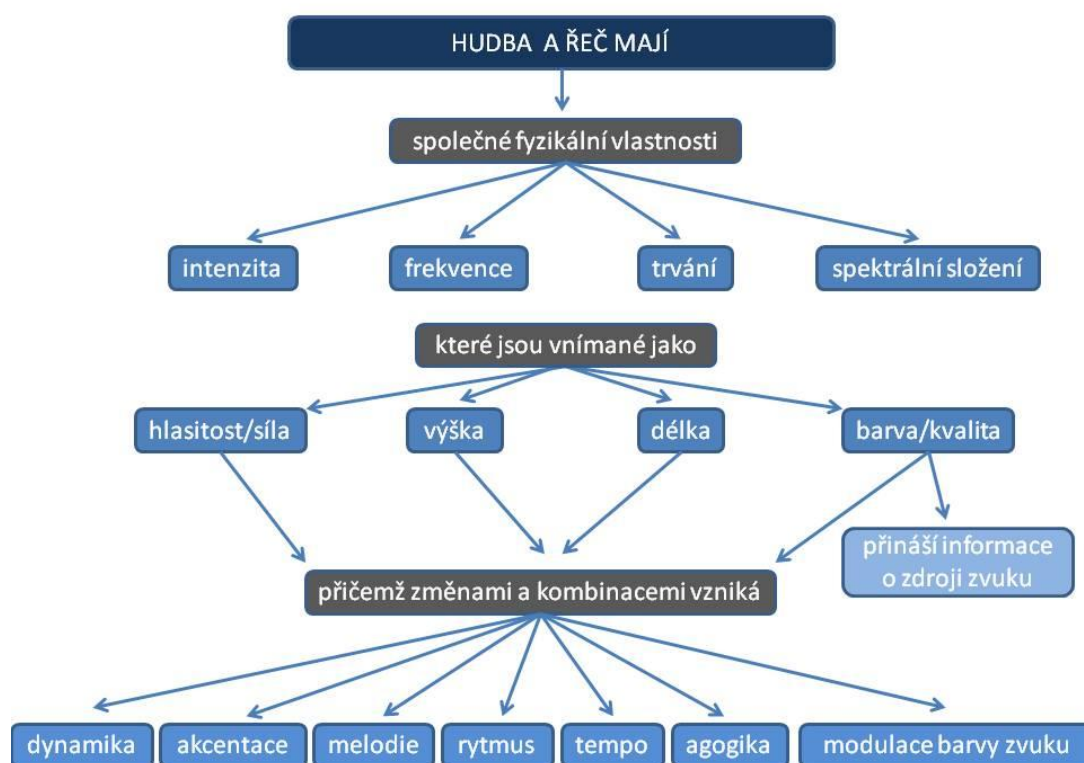 HUDBA A ŘEČ MAJÍ
společné fyzikální vlastnosti
intenzita
frekvence
trvání
spektrální složení
které jsou vnímané jako
hlasitost/síla
výška
délka
barva/kvalita
přináší informace
o zdroji zvuku
přičemž změnami a kombinacemi vzniká
dynamika
akcentace
melodie
rytmus
tempo
agogika
modulace barvy zvuku